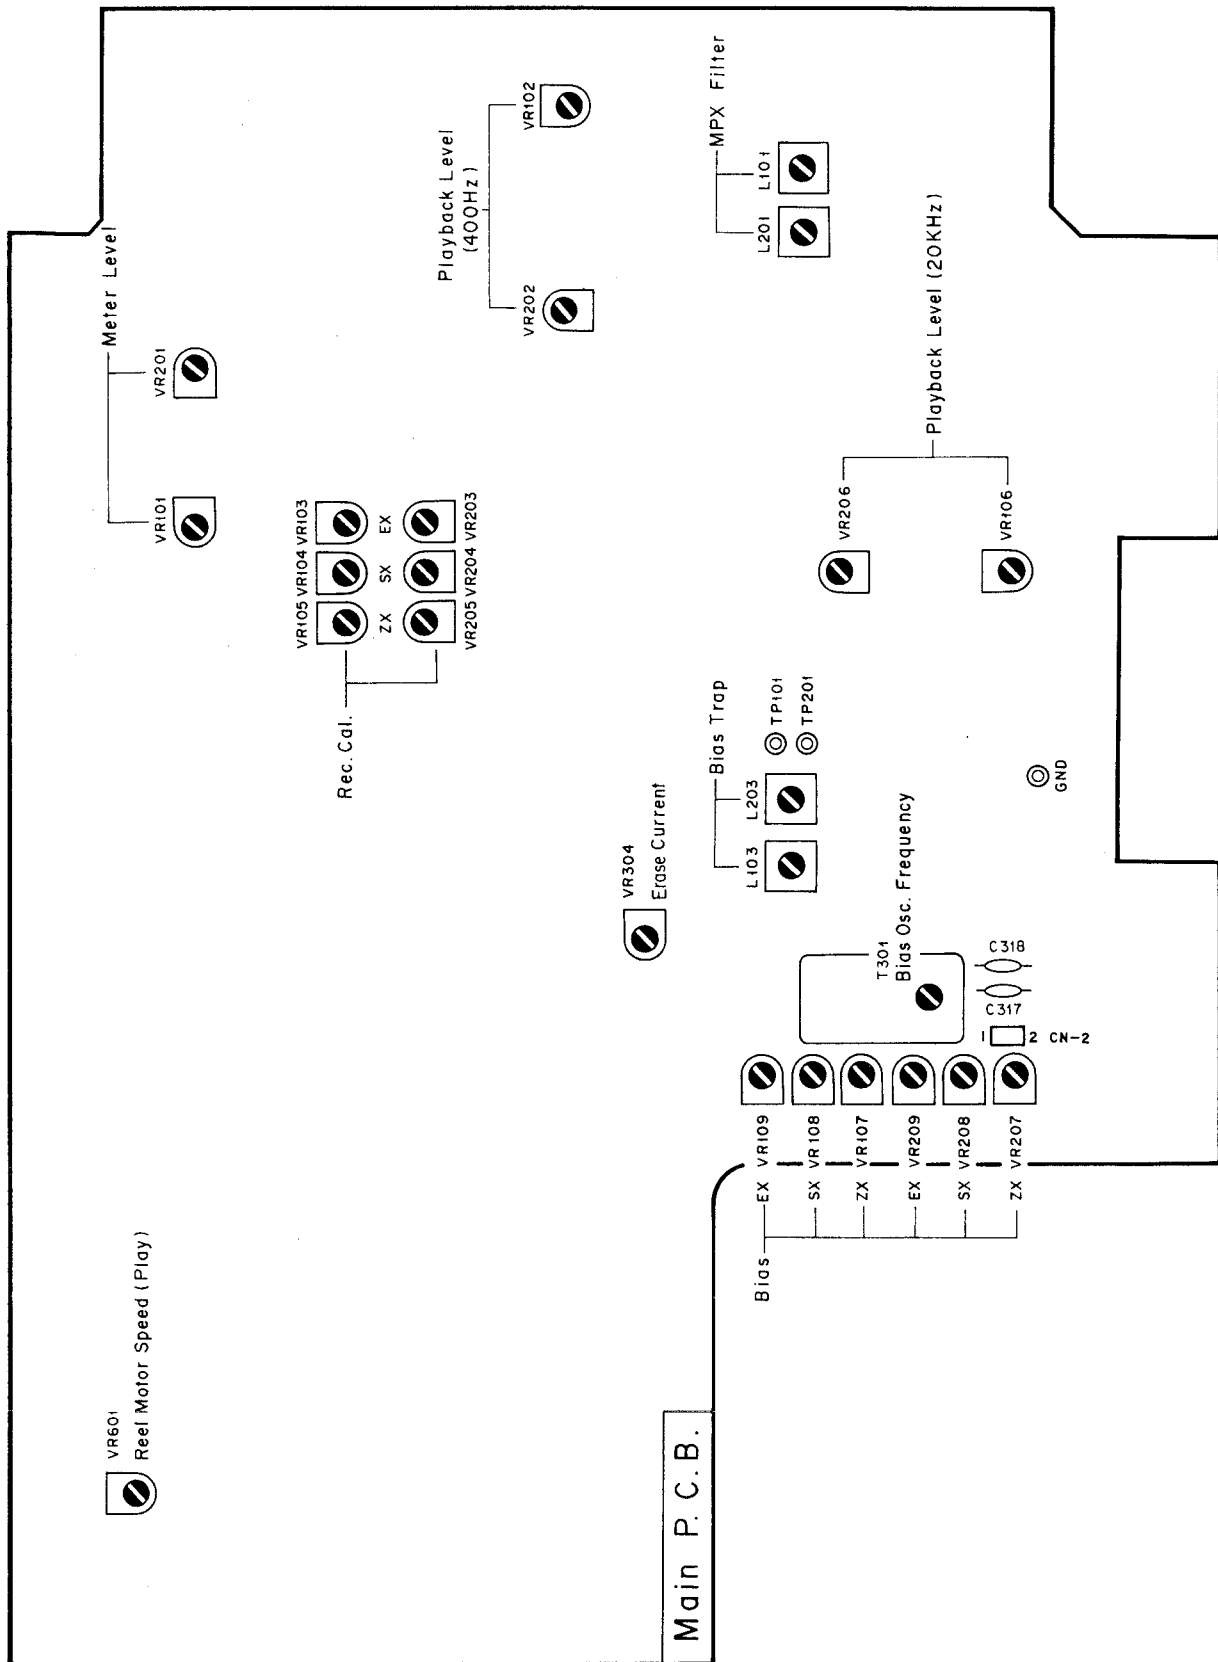 Meter Level
VR101
VR201
Playback Level
(400Hz)
VR202
VR102
MPX Filter
L201
L101
VR105 VR104 VR103
ZX SX EX
VR205 VR204 VR203
Rec. Cal.
Playback Level (20KHz)
VR206
VR106
Bias Trap
L103
L203
TP101
TP201
GND
VR304
Erase Current
T301
Bias Osc. Frequency
C318
C317
1 2 CN-2
Bias
EX VR109
SX VR108
ZX VR107
EX VR209
SX VR208
ZX VR207
VR601
Reel Motor Speed (Play)
Main P.C.B.